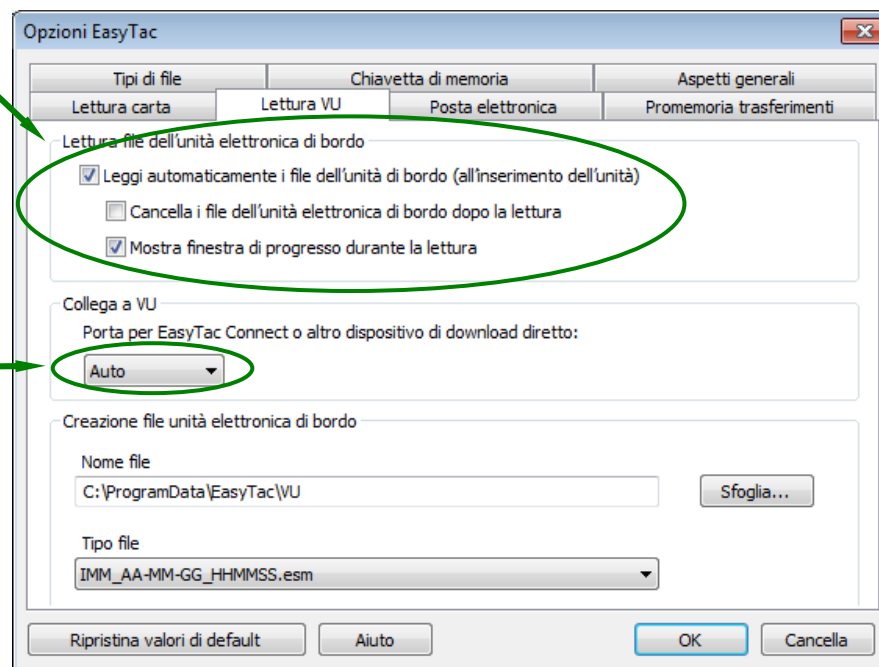 Opzioni EasyTac
Tipi di file Chiavetta di memoria Aspetti generali
Lettura carta Lettura VU Posta elettronica Promemoria trasferimenti
Lettura file dell'unità elettronica di bordo
Leggi automaticamente i file dell'unità di bordo (all'inserimento dell'unità)
Cancella i file dell'unità elettronica di bordo dopo la lettura
Mostra finestra di progresso durante la lettura
Collega a VU
Porta per EasyTac Connect o altro dispositivo di download diretto:
Auto
Creazione file unità elettronica di bordo
Nome file
C:\ProgramData\EasyTac\VU Sfoglia...
Tipo file
IMM_AA-MM-GG_HHMMSS.esm
Ripristina valori di default Aiuto OK Cancella